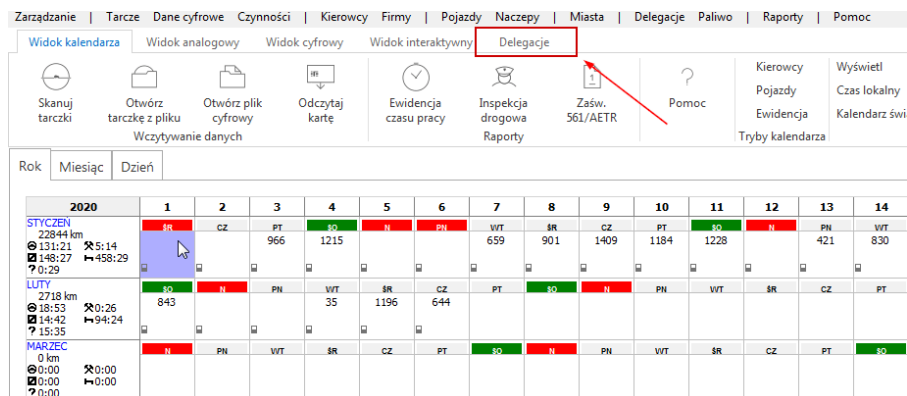 Zarządzanie | Tarcze Dane cyfrowe Czynności | Kierowcy Firmy | Pojazdy Naczepy | Miasta | Delegacje Paliwo | Raporty | Pomoc
Widok kalendarza Widok analogowy Widok cyfrowy Widok interaktywny Delegacje
Skanuj tarczki
Otwórz tarczkę z pliku
Otwórz plik cyfrowy
Odczytaj kartę
Wczytywanie danych
Ewidencja czasu pracy
Inspekcja drogowa
1
Zaśw. 561/AETR
Raporty
Pomoc
Kierowcy
Pojazdy
Ewidencja
Tryby kalendarza
Wyświetl
Czas lokalny
Kalendarz świ
Rok Miesiąc Dzień
2020 1 2 3 4 5 6 7 8 9 10 11 12 13 14
STYCZEŃ ŚR CZ PT SO N PN WT ŚR CZ PT SO N PN WT
22844 km 966 1215 659 901 1409 1184 1228 421 830
131:21 5:14
148:27 458:29
? 0:29
LUTY SO N PN WT ŚR CZ PT SO N PN WT ŚR CZ PT
2718 km 843 35 1196 644
18:53 0:26
14:42 94:24
? 15:35
MARZEC N PN WT ŚR CZ PT SO N PN WT ŚR CZ PT SO
0 km
0:00 0:00
0:00 0:00
? 0:00